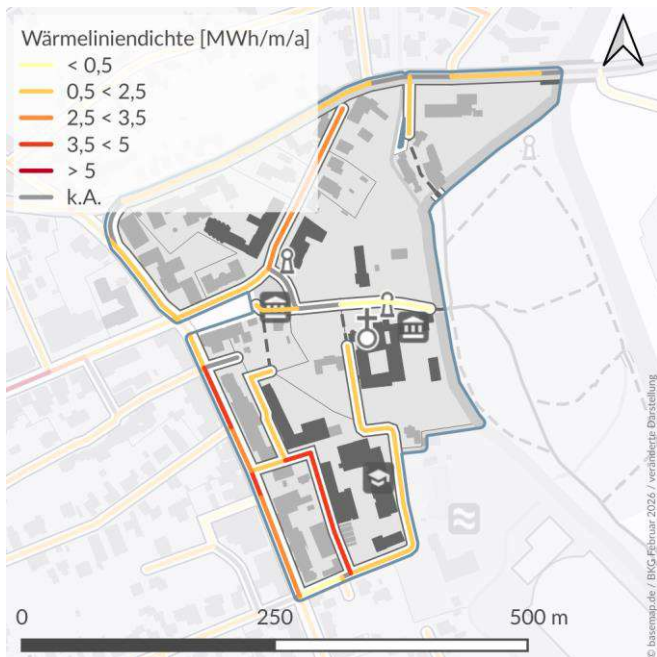 Wärmeliniendichte [MWh/m/a]
< 0,5
0,5 < 2,5
2,5 < 3,5
3,5 < 5
> 5
k.A.
0 250 500 m
© basemap.de / BKG Februar 2026 / veränderte Darstellung